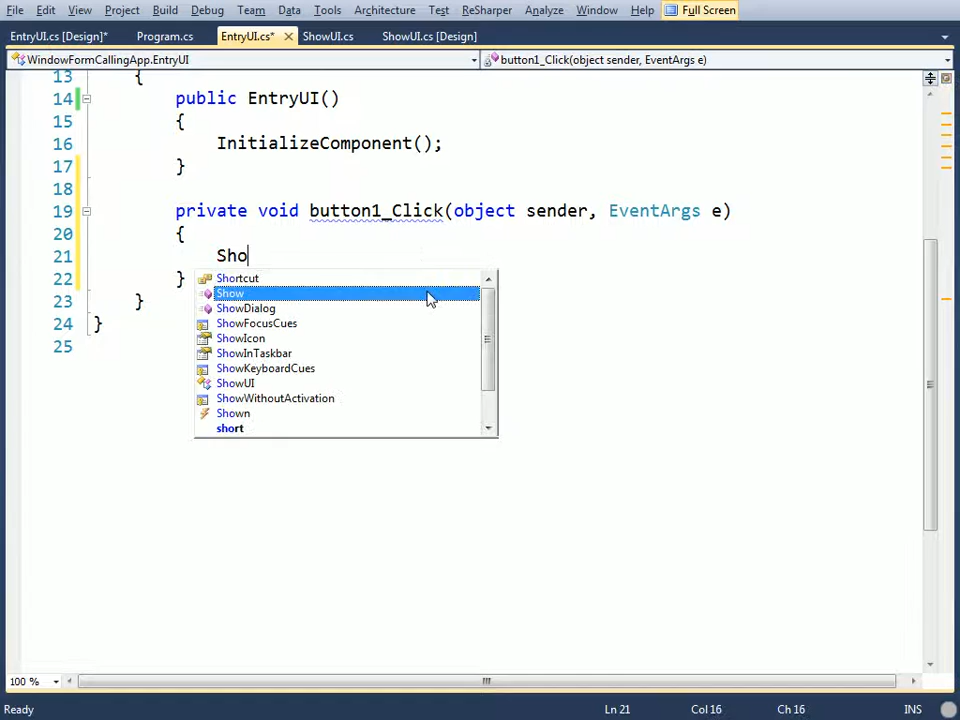 File Edit View Project Build Debug Team Data Tools Architecture Test ReSharper Analyze Window Help Full Screen
EntryUI.cs [Design]* Program.cs EntryUI.cs* ShowUI.cs ShowUI.cs [Design]
WindowFormCallingApp.EntryUI button1_Click(object sender, EventArgs e)
13 {
14 public EntryUI()
15 {
16 InitializeComponent();
17 }
18
19 private void button1_Click(object sender, EventArgs e)
20 {
21 Sho
22 }
23 }
24 }
25
Shortcut
Show
ShowDialog
ShowFocusCues
ShowIcon
ShowInTaskbar
ShowKeyboardCues
ShowUI
ShowWithoutActivation
Shown
short
100 %
Ready Ln 21 Col 16 Ch 16 INS